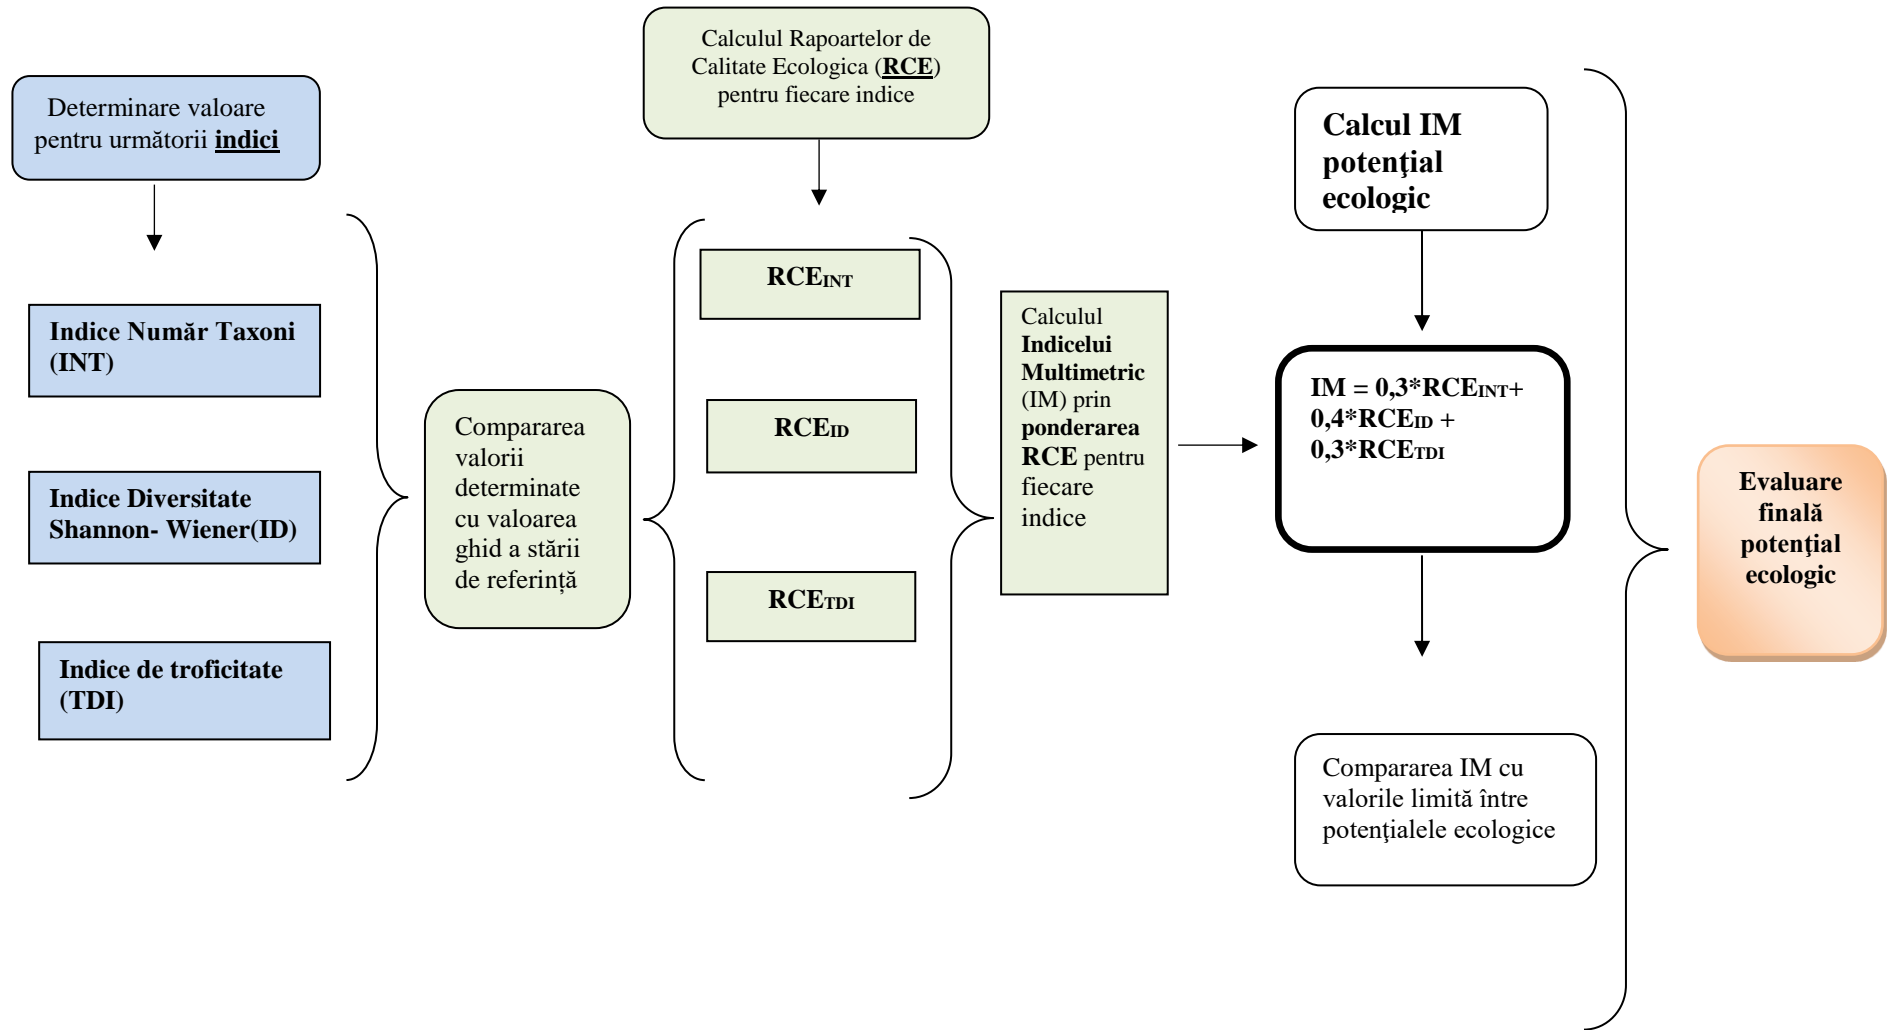 Determinare valoare
pentru următorii indici
Indice Număr Taxoni
(INT)
Indice Diversitate
Shannon- Wiener(ID)
Indice de troficitate
(TDI)
Compararea
valorii
determinate
cu valoarea
ghid a stării
de referință
Calculul Rapoartelor de
Calitate Ecologica (RCE)
pentru fiecare indice
RCEINT
RCEID
RCETDI
Calculul
Indicelui
Multimetric
(IM) prin
ponderarea
RCE pentru
fiecare
indice
Calcul IM
potenţial
ecologic
IM = 0,3*RCEINT+
0,4*RCEID +
0,3*RCETDI
Compararea IM cu
valorile limită între
potenţialele ecologice
Evaluare
finală
potenţial
ecologic